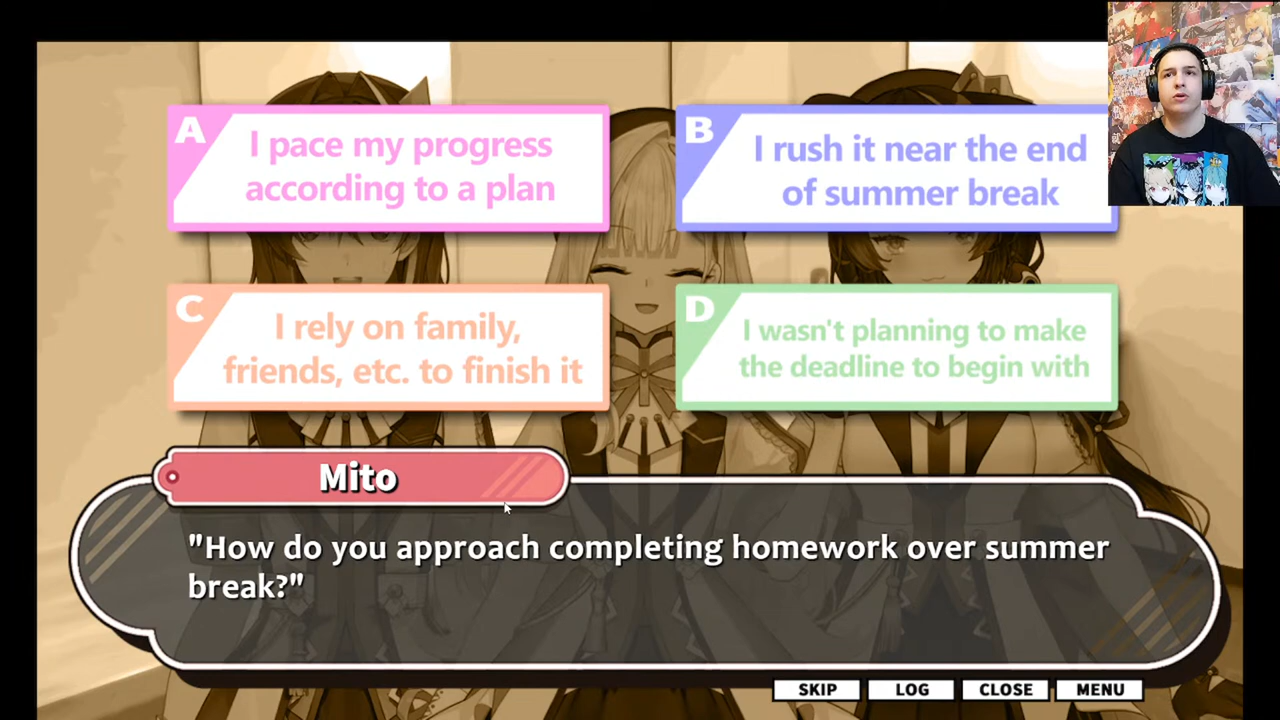 A
I pace my progress
according to a plan
B
I rush it near the end
of summer break
C
I rely on family,
friends, etc. to finish it
D
I wasn't planning to make
the deadline to begin with
Mito
"How do you approach completing homework over summer
break?"
SKIP
LOG
CLOSE
MENU